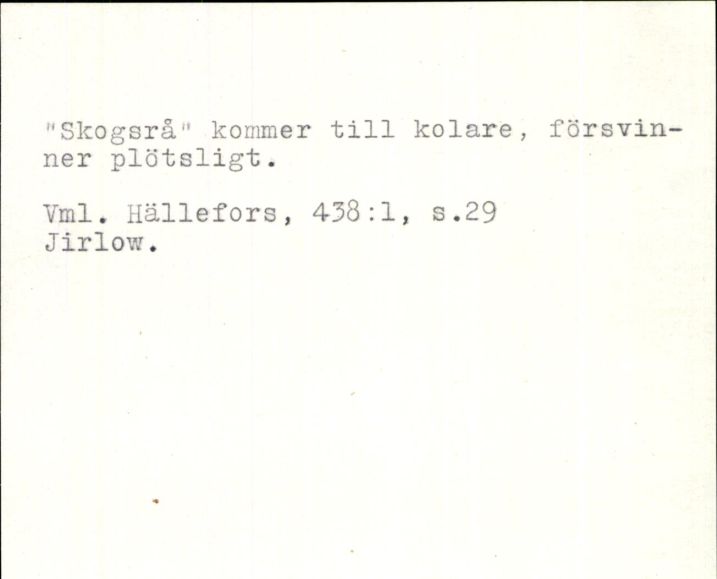 "Skogsrå" kommer till kolare, försvin-
ner plötsligt.
Vml. Hällefors, 438:1, s.29
Jirlow.